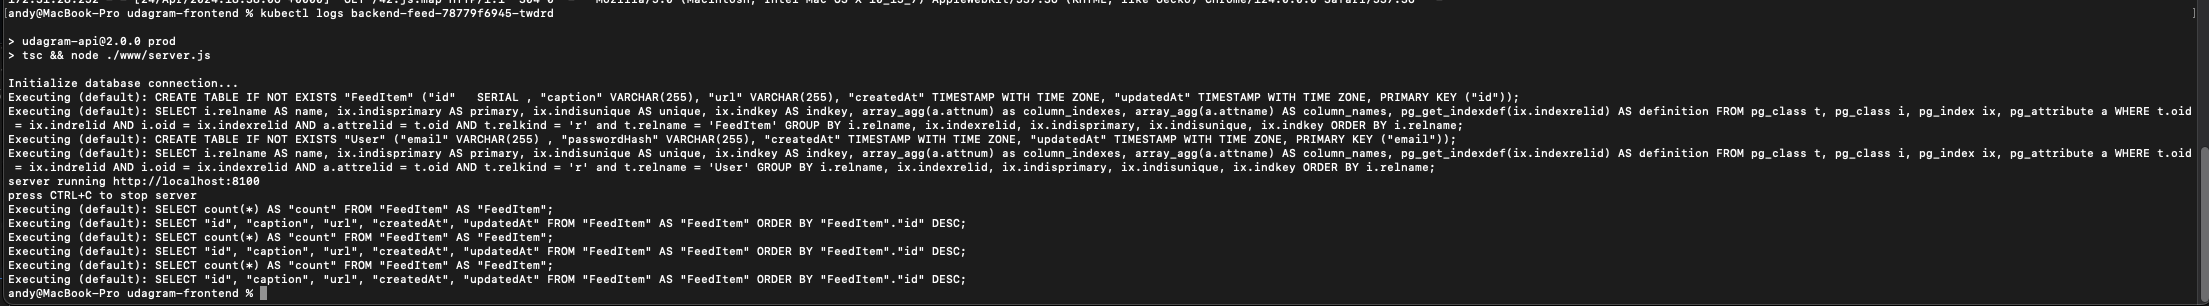 [andy@MacBook-Pro udagram-frontend % kubectl logs backend-feed-78779f6945-twdrd ]
> udagram-api@2.0.0 prod
> tsc && node ./www/server.js
Initialize database connection...
Executing (default): CREATE TABLE IF NOT EXISTS "FeedItem" ("id"   SERIAL , "caption" VARCHAR(255), "url" VARCHAR(255), "createdAt" TIMESTAMP WITH TIME ZONE, "updatedAt" TIMESTAMP WITH TIME ZONE, PRIMARY KEY ("id"));
Executing (default): SELECT i.relname AS name, ix.indisprimary AS primary, ix.indisunique AS unique, ix.indkey AS indkey, array_agg(a.attnum) as column_indexes, array_agg(a.attname) AS column_names, pg_get_indexdef(ix.indexrelid) AS definition FROM pg_class t, pg_class i, pg_index ix, pg_attribute a WHERE t.oid
= ix.indrelid AND i.oid = ix.indexrelid AND a.attrelid = t.oid AND t.relkind = 'r' and t.relname = 'FeedItem' GROUP BY i.relname, ix.indexrelid, ix.indisprimary, ix.indisunique, ix.indkey ORDER BY i.relname;
Executing (default): CREATE TABLE IF NOT EXISTS "User" ("email" VARCHAR(255) , "passwordHash" VARCHAR(255), "createdAt" TIMESTAMP WITH TIME ZONE, "updatedAt" TIMESTAMP WITH TIME ZONE, PRIMARY KEY ("email"));
Executing (default): SELECT i.relname AS name, ix.indisprimary AS primary, ix.indisunique AS unique, ix.indkey AS indkey, array_agg(a.attnum) as column_indexes, array_agg(a.attname) AS column_names, pg_get_indexdef(ix.indexrelid) AS definition FROM pg_class t, pg_class i, pg_index ix, pg_attribute a WHERE t.oid
= ix.indrelid AND i.oid = ix.indexrelid AND a.attrelid = t.oid AND t.relkind = 'r' and t.relname = 'User' GROUP BY i.relname, ix.indexrelid, ix.indisprimary, ix.indisunique, ix.indkey ORDER BY i.relname;
server running http://localhost:8100
press CTRL+C to stop server
Executing (default): SELECT count(*) AS "count" FROM "FeedItem" AS "FeedItem";
Executing (default): SELECT "id", "caption", "url", "createdAt", "updatedAt" FROM "FeedItem" AS "FeedItem" ORDER BY "FeedItem"."id" DESC;
Executing (default): SELECT count(*) AS "count" FROM "FeedItem" AS "FeedItem";
Executing (default): SELECT "id", "caption", "url", "createdAt", "updatedAt" FROM "FeedItem" AS "FeedItem" ORDER BY "FeedItem"."id" DESC;
Executing (default): SELECT count(*) AS "count" FROM "FeedItem" AS "FeedItem";
Executing (default): SELECT "id", "caption", "url", "createdAt", "updatedAt" FROM "FeedItem" AS "FeedItem" ORDER BY "FeedItem"."id" DESC;
andy@MacBook-Pro udagram-frontend %